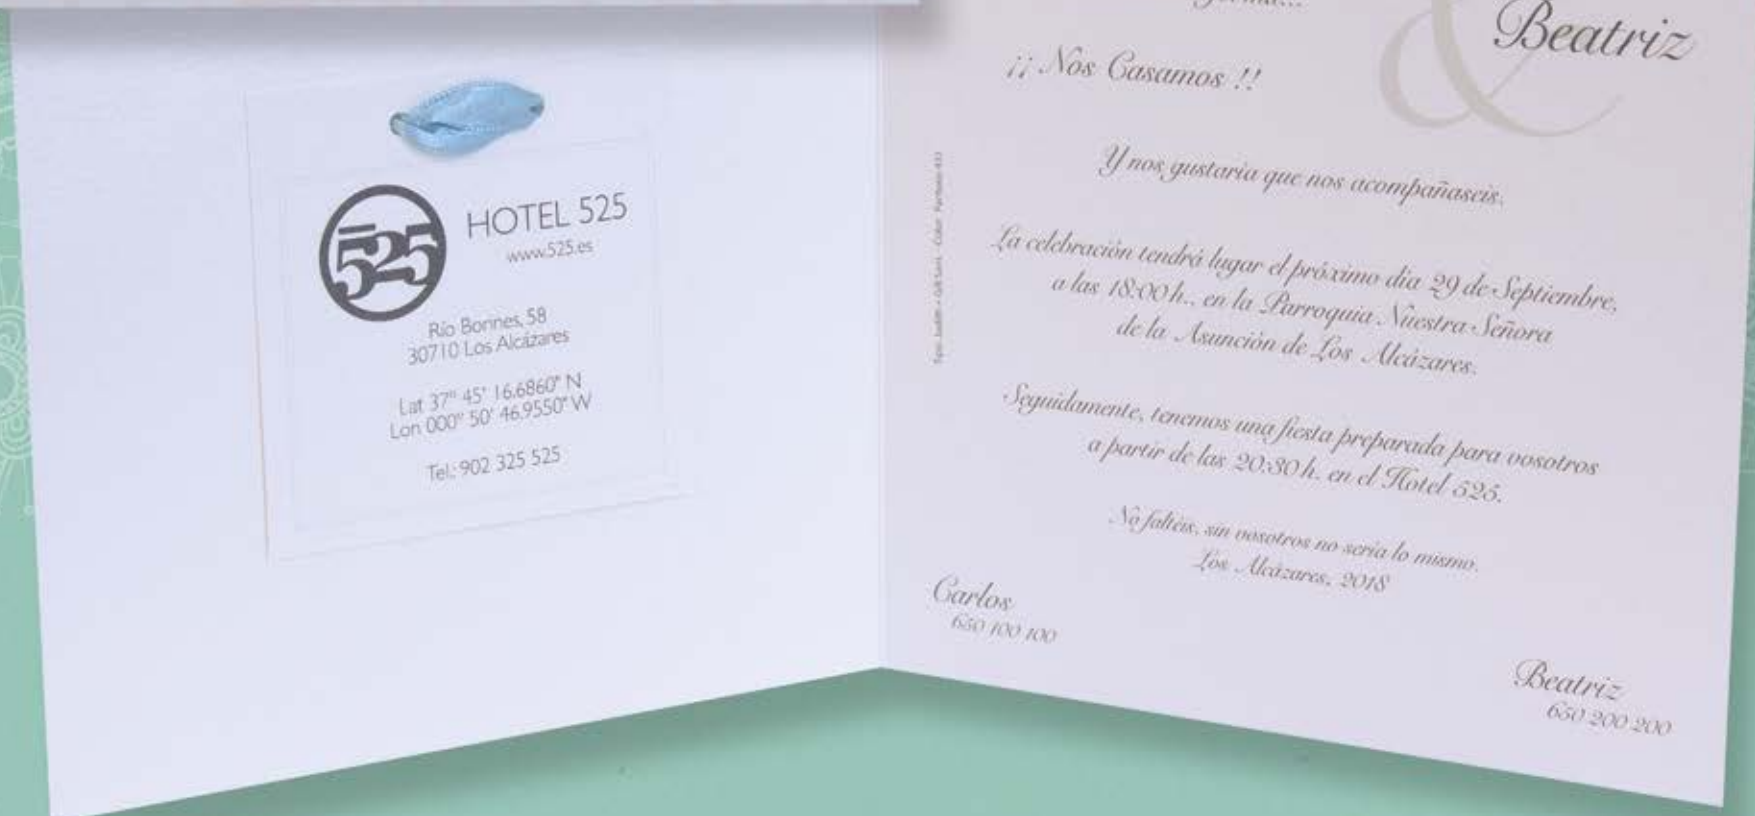 525
HOTEL 525
www.525.es
Río Bornes, 58
30710 Los Alcázares
Lat 37º 45' 16,6860" N
Lon 000º 50' 46,9550" W
Tel.: 902 325 525
&
Beatriz
¡¡ Nos Casamos !!
Y nos gustaría que nos acompañaseis.
La celebración tendrá lugar el próximo día 29 de Septiembre,
a las 18:00 h., en la Parroquia Nuestra Señora
de la Asunción de Los Alcázares.
Seguidamente, tenemos una fiesta preparada para vosotros
a partir de las 20:30 h. en el Hotel 525.
No faltéis, sin vosotros no sería lo mismo.
Los Alcázares, 2018
Carlos
650 100 100
Beatriz
650 200 200